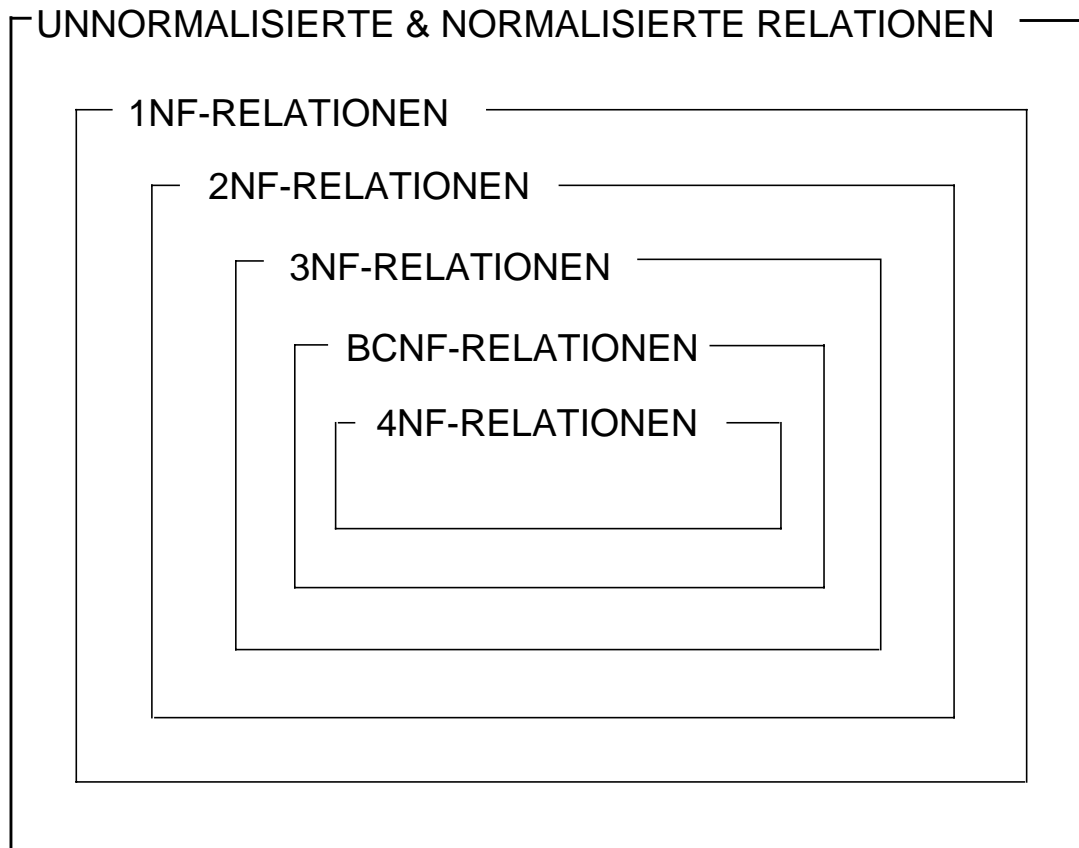 UNNORMALISIERTE & NORMALISIERTE RELATIONEN
1NF-RELATIONEN
2NF-RELATIONEN
3NF-RELATIONEN
BCNF-RELATIONEN
4NF-RELATIONEN